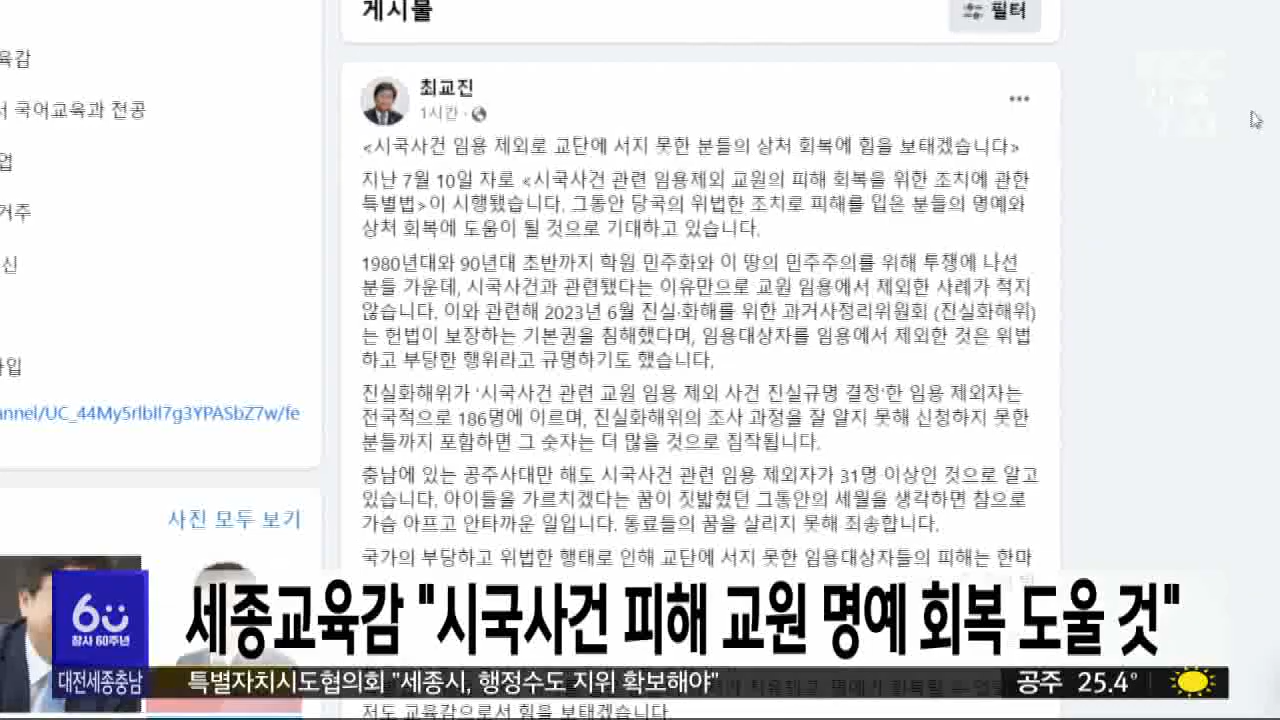 게시물
필터
육감
서 국어교육과 전공
업
거주
신
가입
annel/UC_44My5rlbIl7g3YPASbZ7w/fe
사진 모두 보기
최교진
1시간 ·
<시국사건 임용 제외로 교단에 서지 못한 분들의 상처 회복에 힘을 보태겠습니다>
지난 7월 10일 자로 <시국사건 관련 임용제외 교원의 피해 회복을 위한 조치에 관한
특별법>이 시행됐습니다. 그동안 당국의 위법한 조치로 피해를 입은 분들의 명예와
상처 회복에 도움이 될 것으로 기대하고 있습니다.
1980년대와 90년대 초반까지 학원 민주화와 이 땅의 민주주의를 위해 투쟁에 나선
분들 가운데, 시국사건과 관련됐다는 이유만으로 교원 임용에서 제외한 사례가 적지
않습니다. 이와 관련해 2023년 6월 진실·화해를 위한 과거사정리위원회 (진실화해위)
는 헌법이 보장하는 기본권을 침해했다며, 임용대상자를 임용에서 제외한 것은 위법
하고 부당한 행위라고 규명하기도 했습니다.
진실화해위가 '시국사건 관련 교원 임용 제외 사건 진실규명 결정'한 임용 제외자는
전국적으로 186명에 이르며, 진실화해위의 조사 과정을 잘 알지 못해 신청하지 못한
분들까지 포함하면 그 숫자는 더 많을 것으로 짐작됩니다.
충남에 있는 공주사대만 해도 시국사건 관련 임용 제외자가 31명 이상인 것으로 알고
있습니다. 아이들을 가르치겠다는 꿈이 짓밟혔던 그동안의 세월을 생각하면 참으로
가슴 아프고 안타까운 일입니다. 동료들의 꿈을 살리지 못해 죄송합니다.
국가의 부당하고 위법한 행태로 인해 교단에 서지 못한 임용대상자들의 피해는 한마
창사 60주년
세종교육감 "시국사건 피해 교원 명예 회복 도울 것"
대전세종충남
특별자치시도협의회 "세종시, 행정수도 지위 확보해야"
공주 25.4°
저도 교육감으로서 힘을 보태겠습니다.